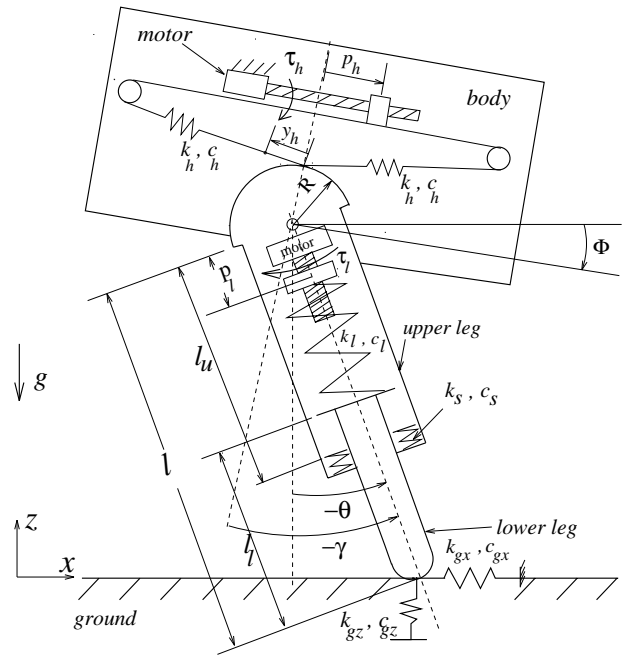 motor
τ_h
p_h
body
y_h
k_h , c_h
k_h , c_h
R
motor
Φ
τ_l
p_l
k_l , c_l
upper leg
l_u
g
k_s , c_s
l
−θ
lower leg
z
l_l
−γ
k_gx , c_gx
x
ground
k_gz , c_gz